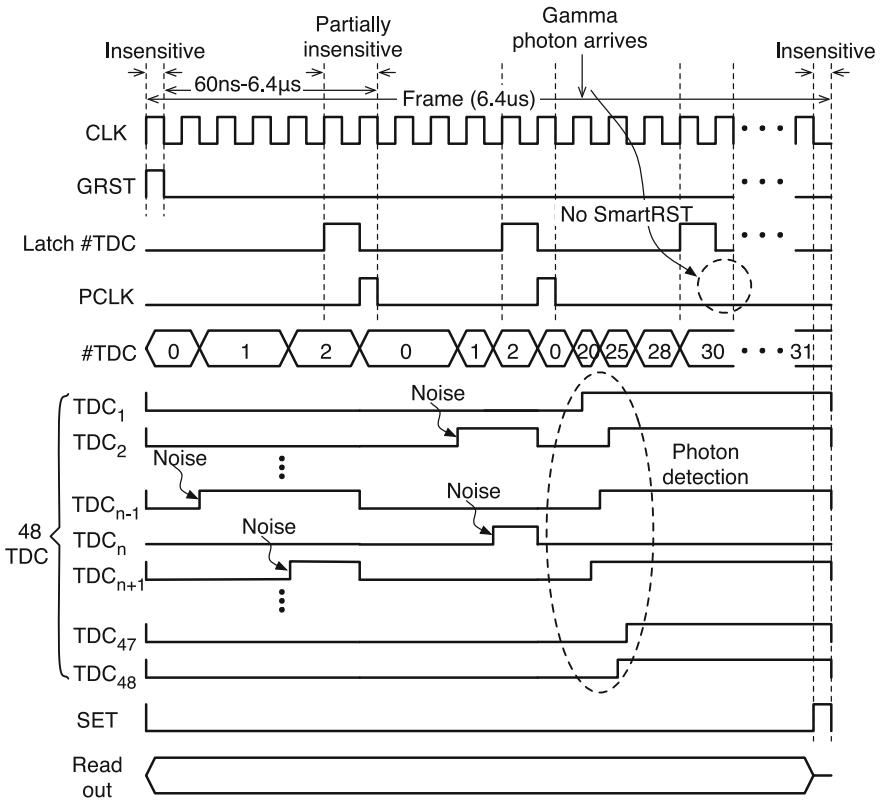 Insensitive
Partially
insensitive
Gamma
photon arrives
Insensitive
60ns-6.4μs
Frame (6.4us)
CLK
GRST
No SmartRST
Latch #TDC
PCLK
#TDC 0 1 2 0 1 2 0 20 25 28 30 31
TDC1
Noise
TDC2
Noise
Photon
detection
TDCn-1
Noise
48
TDC
TDCn
Noise
TDCn+1
TDC47
TDC48
SET
Read
out